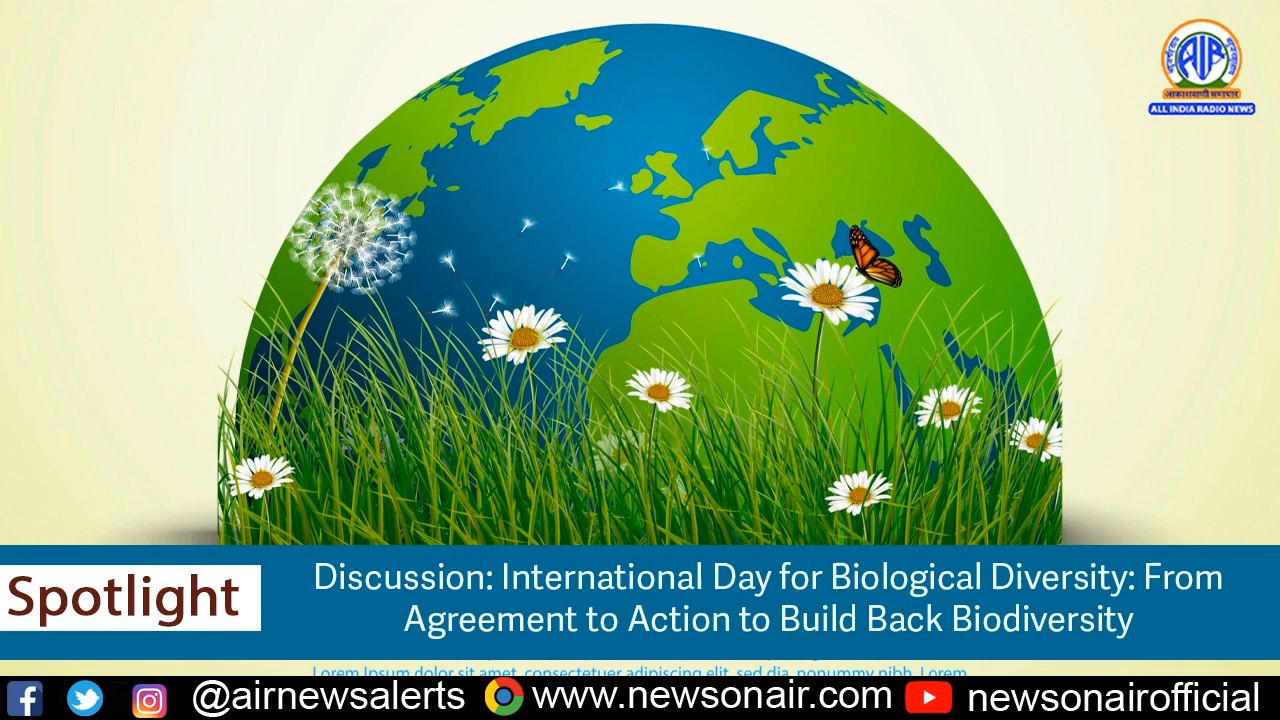 AIR
आकाशवाणी समाचार
ALL INDIA RADIO NEWS
Spotlight
Discussion: International Day for Biological Diversity: From
Agreement to Action to Build Back Biodiversity
Lorem Ipsum dolor sit amet, consectetuer adipiscing elit, sed dia, nonummy nibh. Lorem
@airnewsalerts www.newsonair.com newsonairofficial